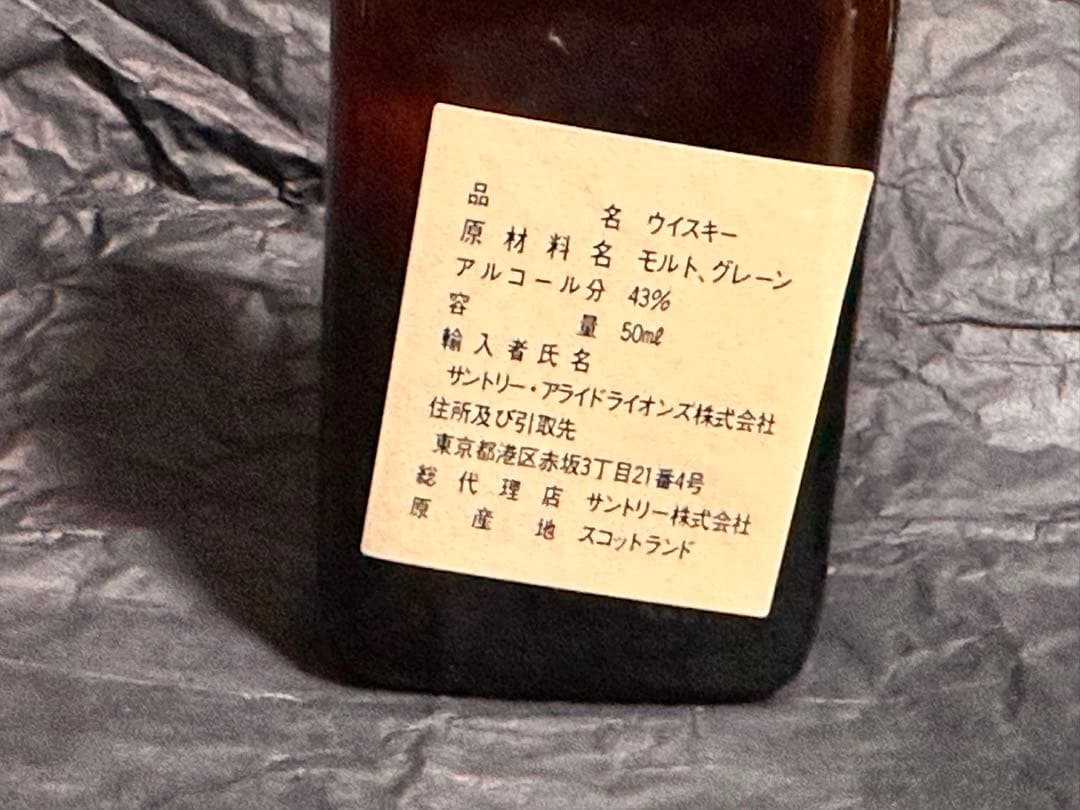 品名 ウイスキー
原材料名 モルト、グレーン
アルコール分 43%
容量 50ml
輸入者氏名
サントリー・アライドライオンズ株式会社
住所及び引取先
東京都港区赤坂3丁目21番4号
総代理店 サントリー株式会社
原産地 スコットランド